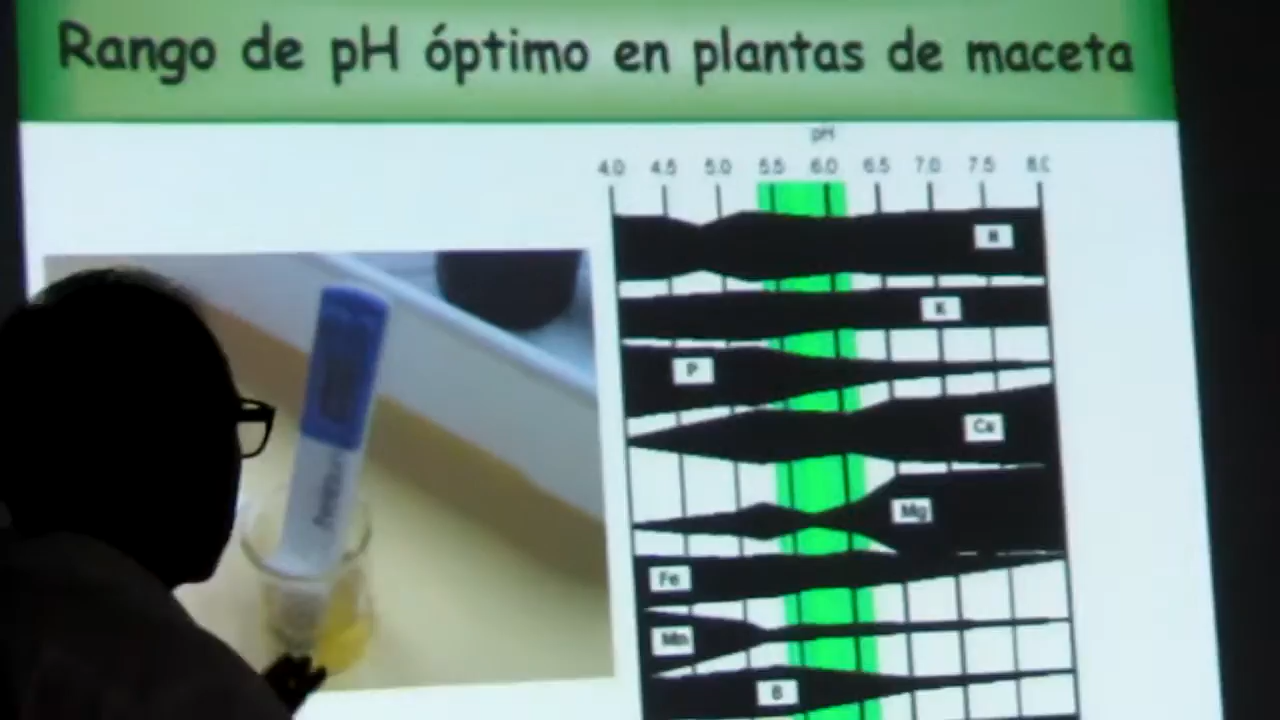 Rango de pH óptimo en plantas de maceta
pH
4.0 4.5 5.0 5.5 6.0 6.5 7.0 7.5 8.0
N
K
P
Ca
Mg
Fe
Mn
B